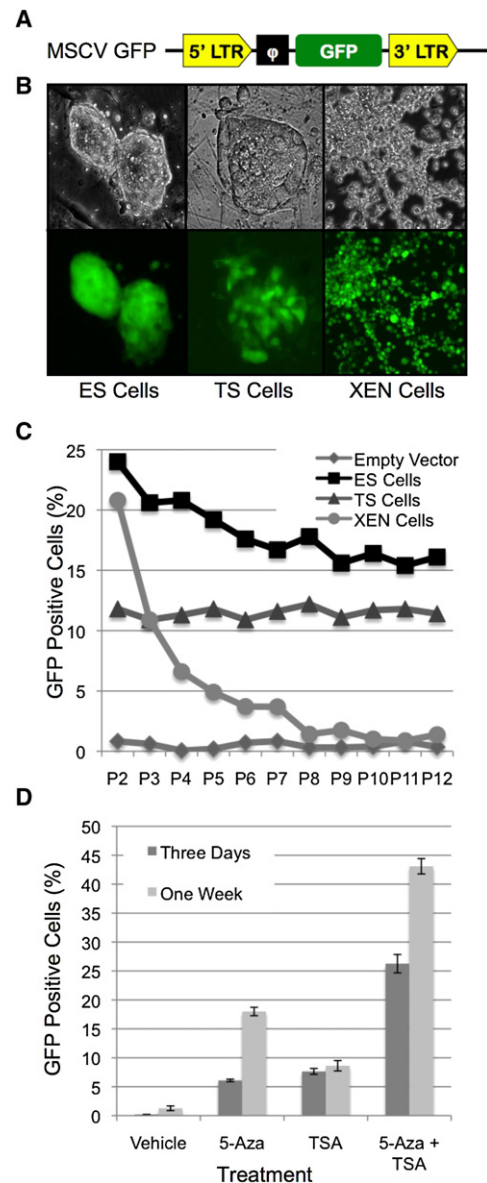 A
MSCV GFP
5' LTR
φ
GFP
3' LTR
B
ES Cells
TS Cells
XEN Cells
C
GFP Positive Cells (%)
25
20
15
10
5
0
Empty Vector
ES Cells
TS Cells
XEN Cells
P2 P3 P4 P5 P6 P7 P8 P9 P10 P11 P12
D
GFP Positive Cells (%)
50
45
40
35
30
25
20
15
10
5
0
Three Days
One Week
Vehicle
5-Aza
TSA
5-Aza +
TSA
Treatment